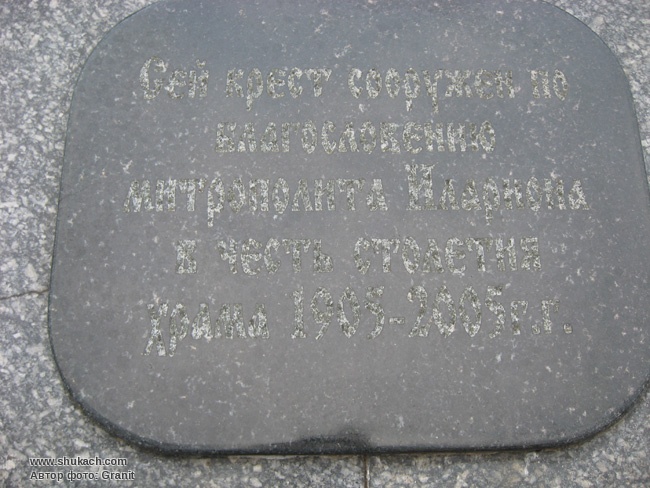 Сей крест сооружен по
благословению
митрополита Илариона
в честь столетия
храма 1905-2005г.г.
www.shukach.com
Автор фото: Granit